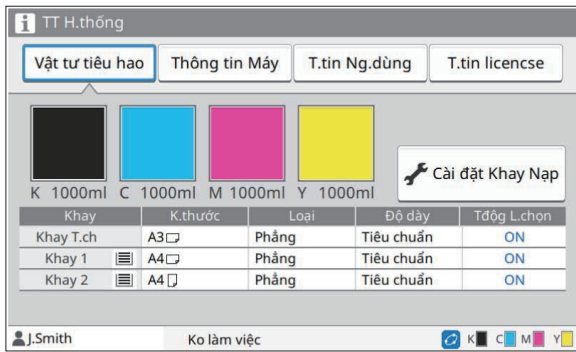 TT H.thống
Vật tư tiêu hao Thông tin Máy T.tin Ng.dùng T.tin licencse
K 1000ml C 1000ml M 1000ml Y 1000ml
Cài đặt Khay Nạp
Khay K.thước Loại Độ dày Tđộg L.chọn
Khay T.ch A3 Phẳng Tiêu chuẩn ON
Khay 1 A4 Phẳng Tiêu chuẩn ON
Khay 2 A4 Phẳng Tiêu chuẩn ON
J.Smith Ko làm việc K C M Y